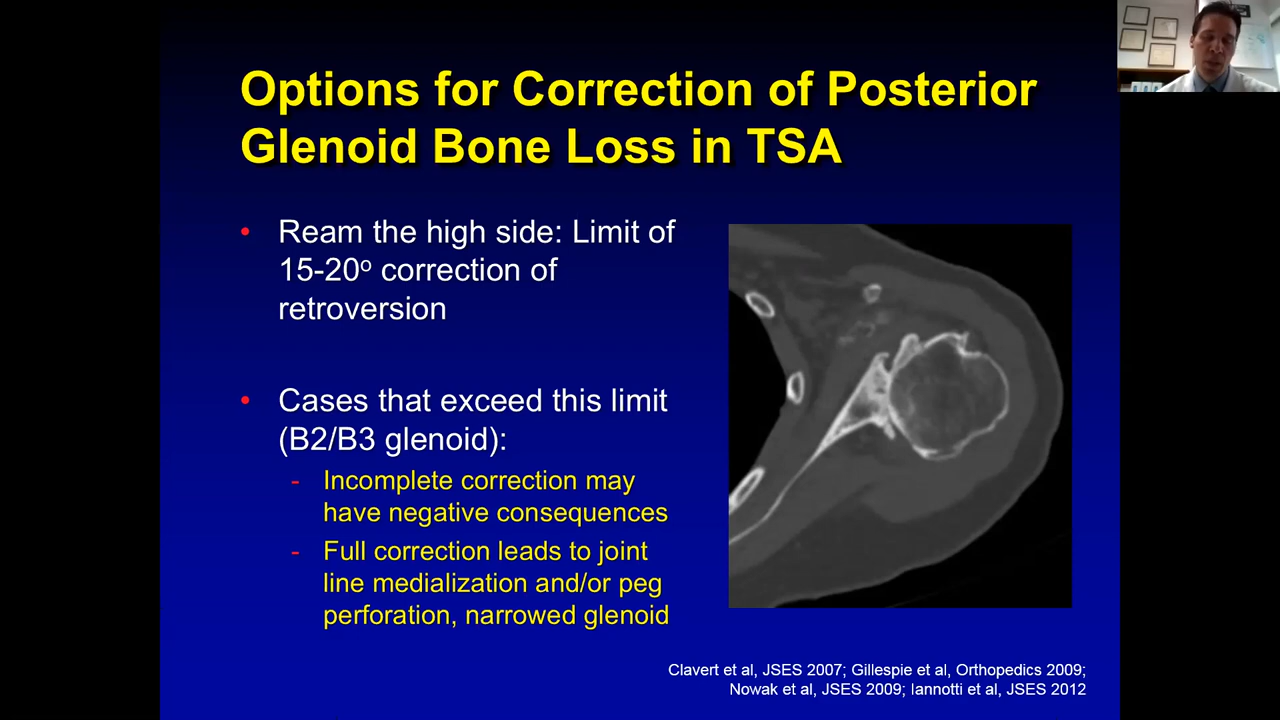 Options for Correction of Posterior
Glenoid Bone Loss in TSA
• Ream the high side: Limit of
15-20º correction of
retroversion
• Cases that exceed this limit
(B2/B3 glenoid):
- Incomplete correction may
have negative consequences
- Full correction leads to joint
line medialization and/or peg
perforation, narrowed glenoid
Clavert et al, JSES 2007; Gillespie et al, Orthopedics 2009;
Nowak et al, JSES 2009; Iannotti et al, JSES 2012